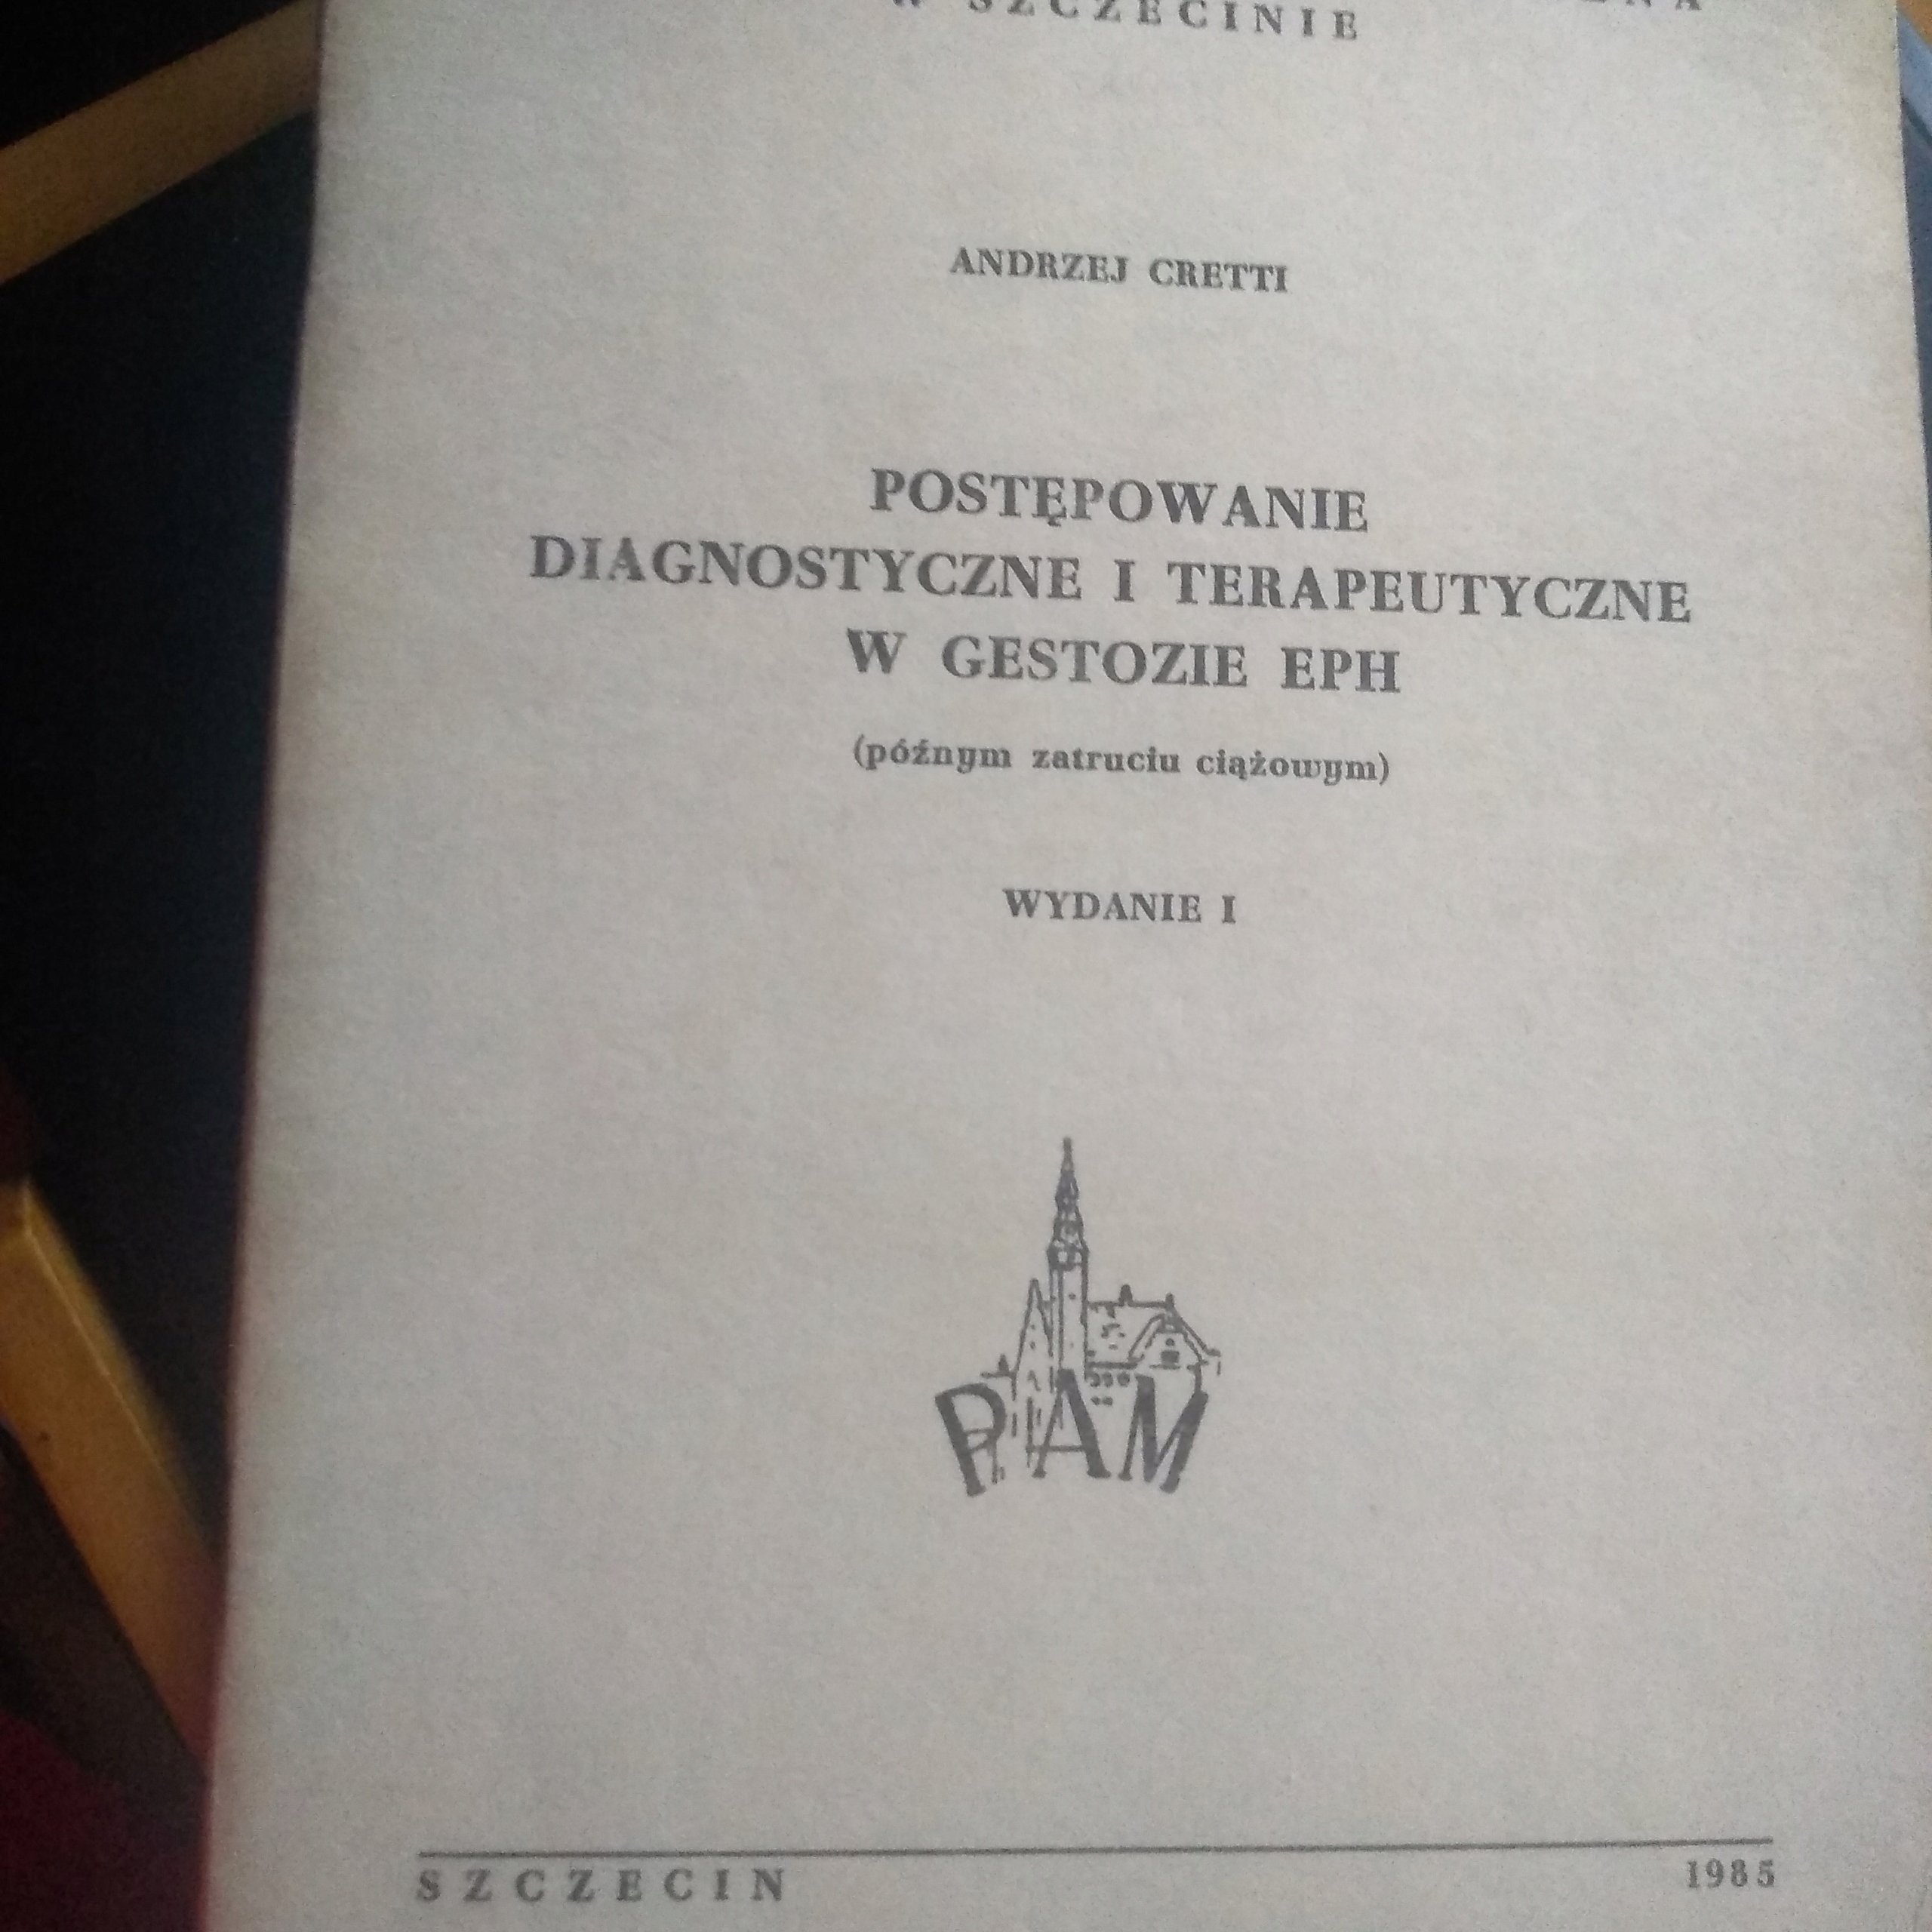 W SZCZECINIE
ANDRZEJ CRETTI
POSTĘPOWANIE
DIAGNOSTYCZNE I TERAPEUTYCZNE
W GESTOZIE EPH
(późnym zatruciu ciążowym)
WYDANIE I
PAM
SZCZECIN 1985